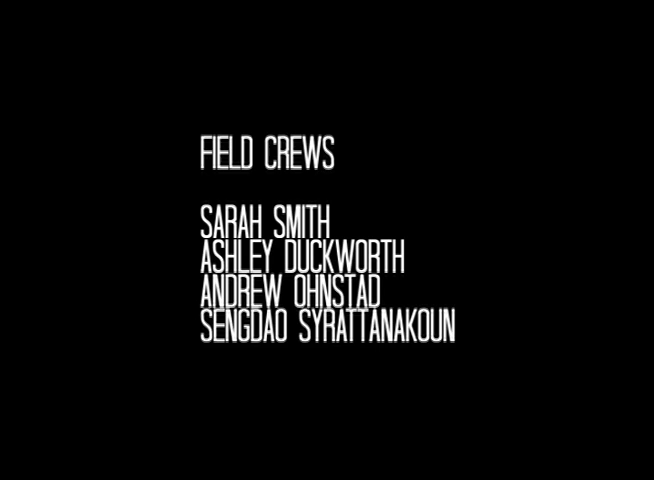 FIELD CREWS
SARAH SMITH
ASHLEY DUCKWORTH
ANDREW OHNSTAD
SENGDAO SYRATTANAKOUN